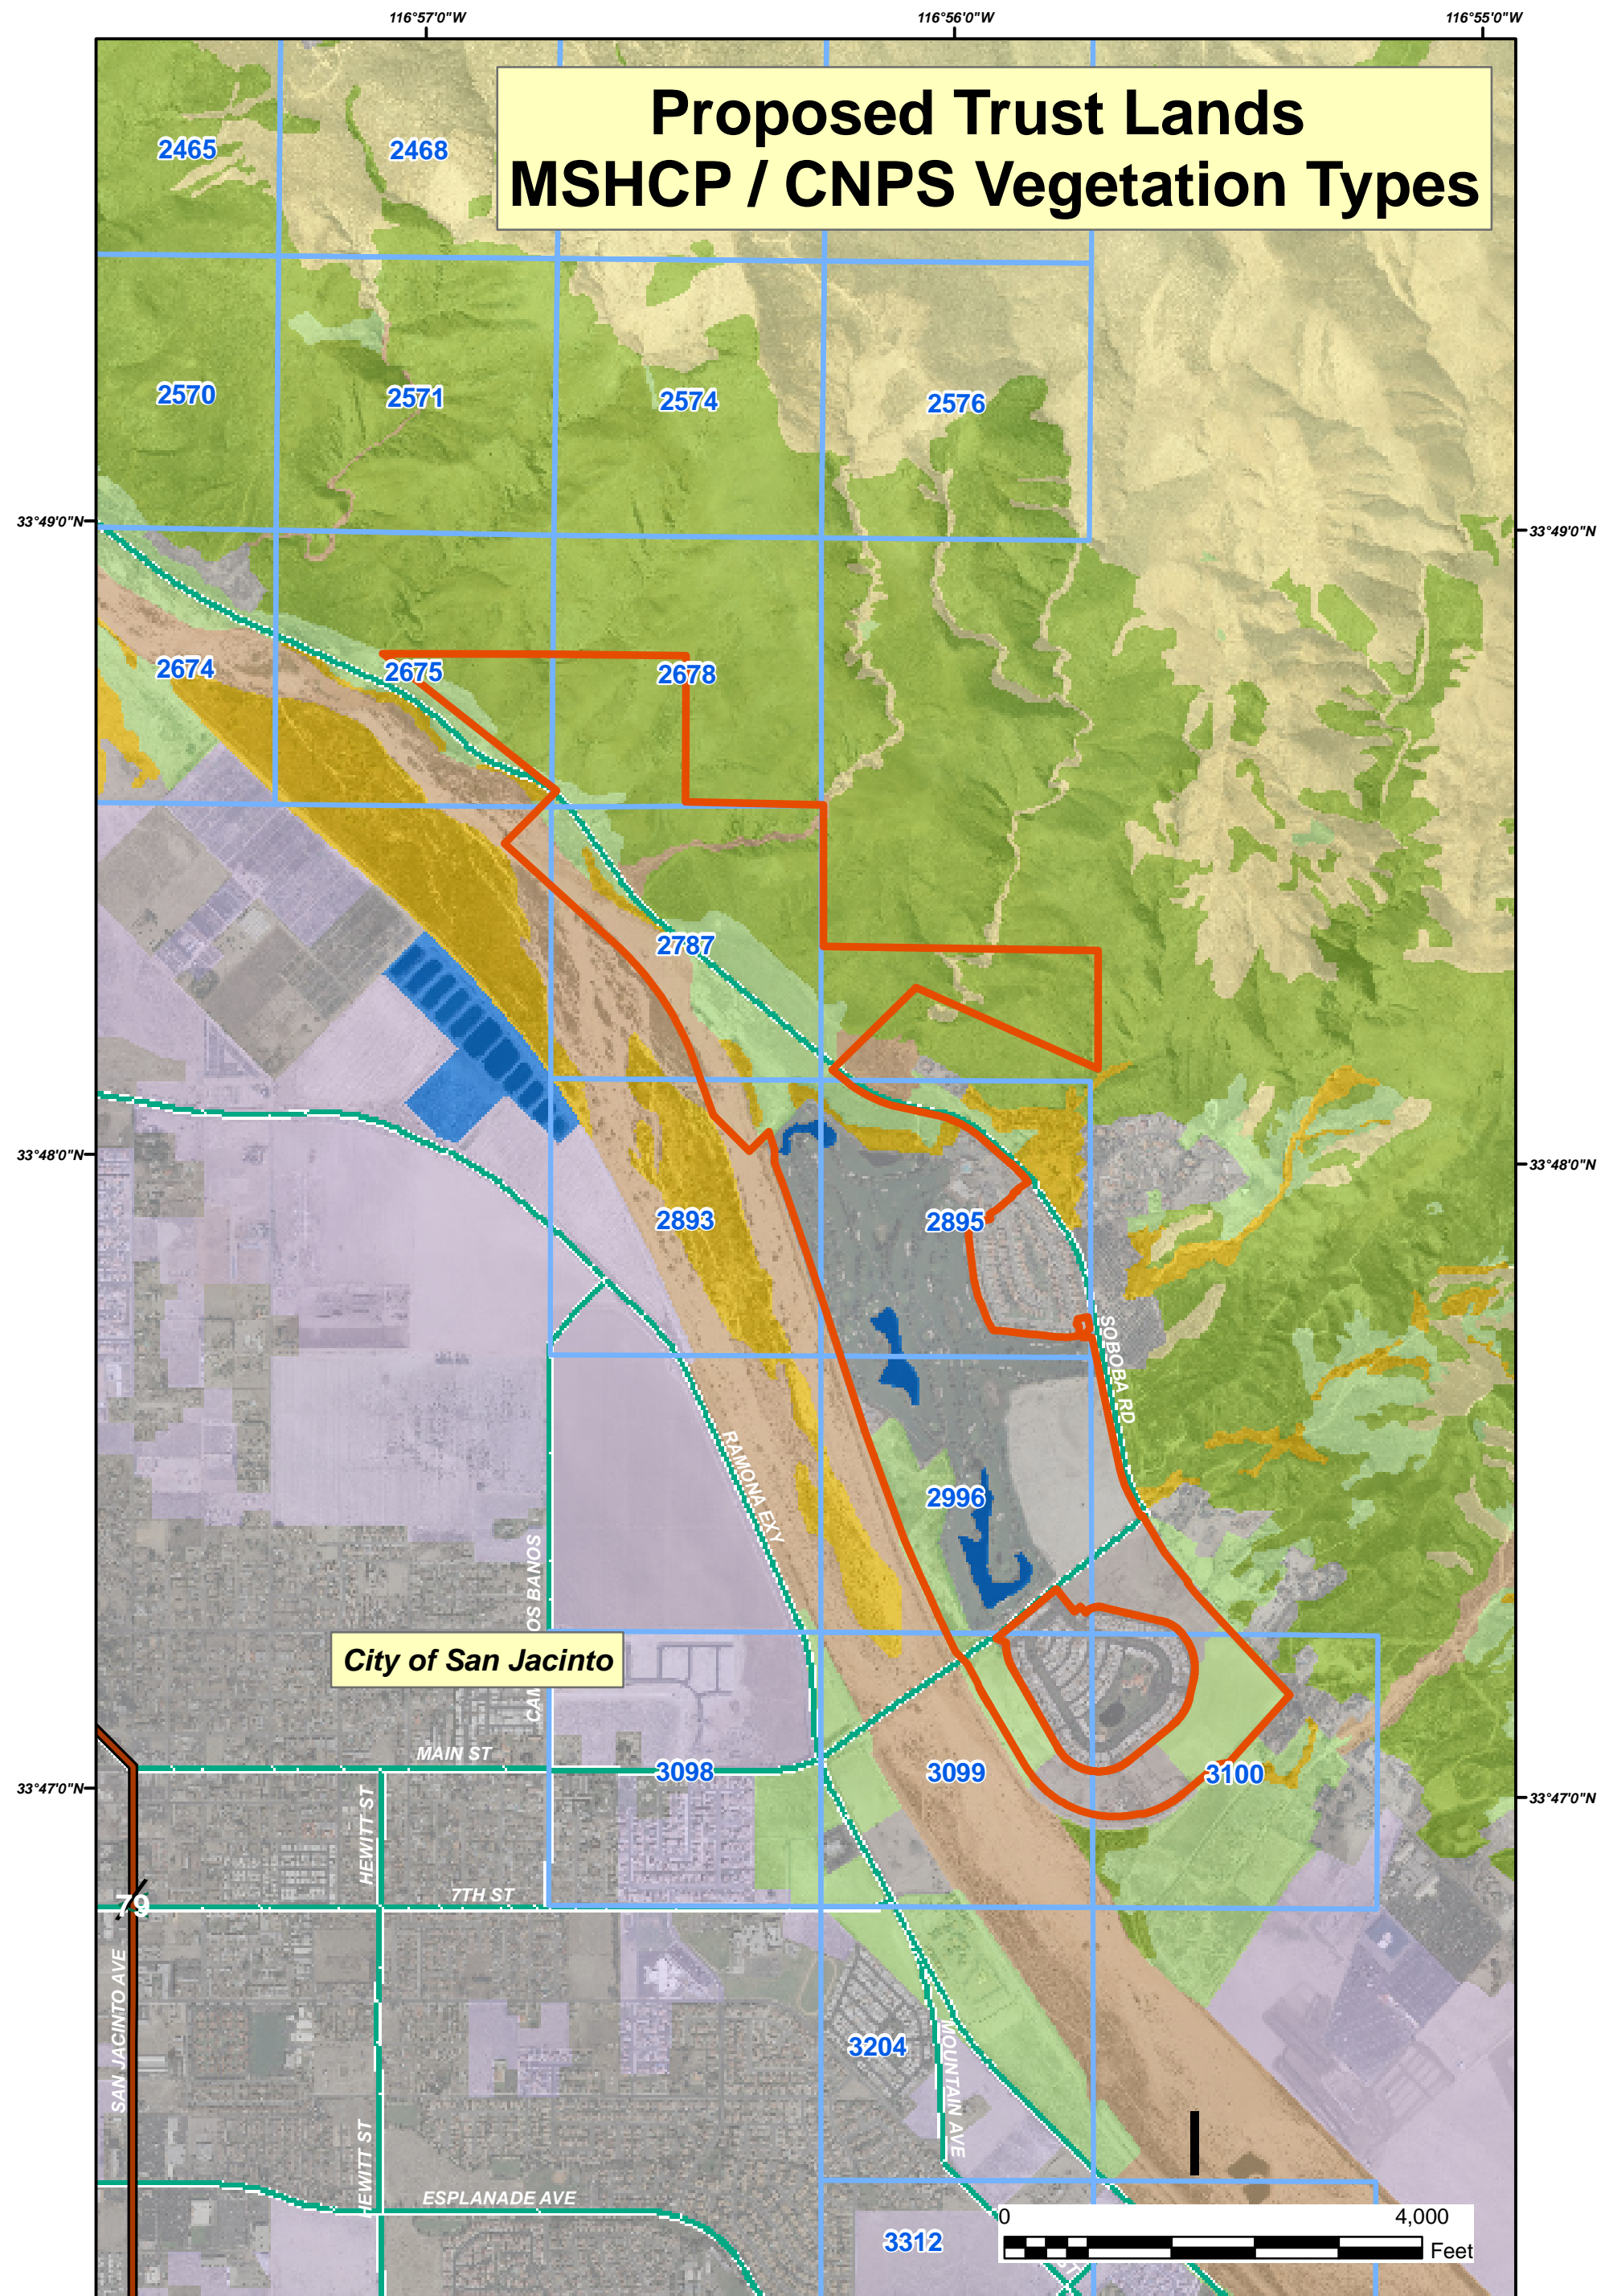 116°57'0"W
116°56'0"W
116°55'0"W
Proposed Trust Lands
MSHCP / CNPS Vegetation Types
2465
2468
2570
2571
2574
2576
33°49'0"N
33°49'0"N
2674
2675
2678
2787
33°48'0"N
33°48'0"N
2893
2895
SOBOBA RD
RAMONA EXY
2996
OS BANOS
City of San Jacinto
MAIN ST
3098
3099
3100
33°47'0"N
33°47'0"N
HEWITT ST
7TH ST
79
SAN JACINTO AVE
3204
MOUNTAIN AVE
HEWITT ST
ESPLANADE AVE
3312
0
4,000
Feet